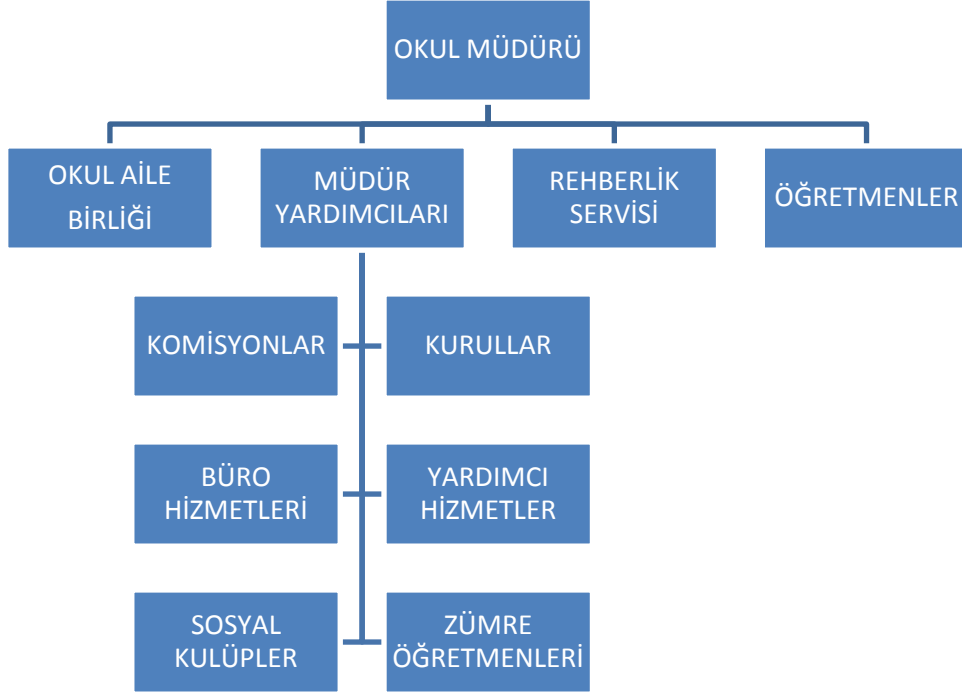 OKUL MÜDÜRÜ
OKUL AİLE
BİRLİĞİ
MÜDÜR
YARDIMCILARI
REHBERLİK
SERVİSİ
ÖĞRETMENLER
KOMİSYONLAR
KURULLAR
BÜRO
HİZMETLERİ
YARDIMCI
HİZMETLER
SOSYAL
KULÜPLER
ZÜMRE
ÖĞRETMENLERİ